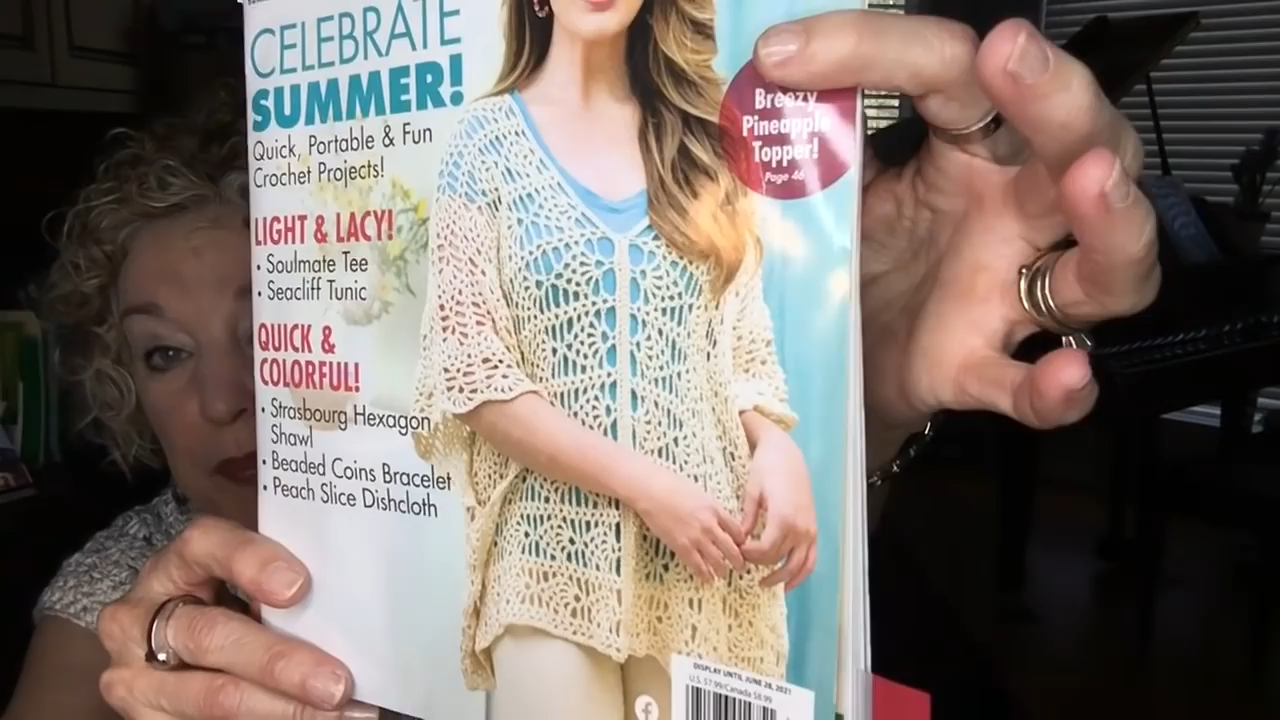 CELEBRATE
SUMMER!
Quick, Portable & Fun
Crochet Projects!
LIGHT & LACY!
• Soulmate Tee
• Seacliff Tunic
QUICK &
COLORFUL!
• Strasbourg Hexagon
Shawl
• Beaded Coins Bracelet
• Peach Slice Dishcloth
Breezy
Pineapple
Topper!
Page 46
DISPLAY UNTIL JUNE 28, 2021
U.S. $7.99/Canada $8.99
f